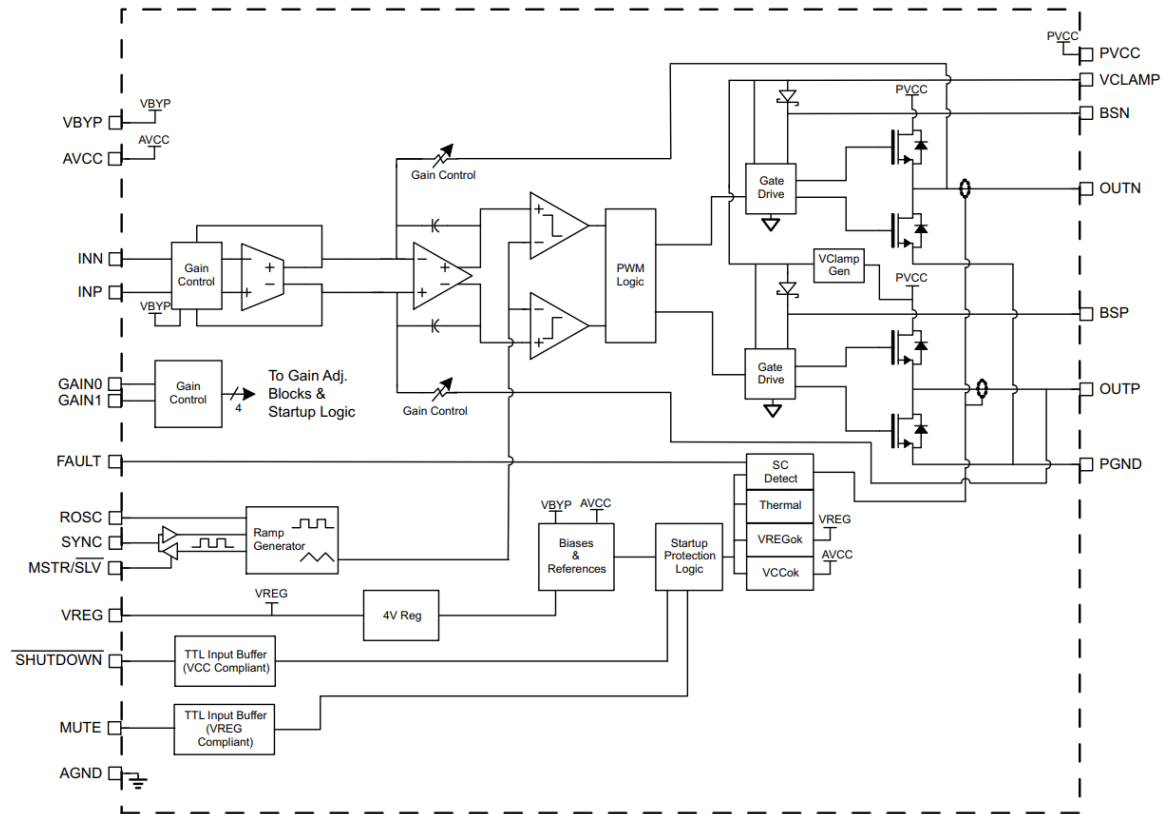 PVCC
PVCC
VCLAMP
VBYP
VBYP
PVCC
BSN
AVCC
AVCC
Gain Control
Gate
Drive
OUTN
INN
INP
Gain
Control
VBYP
+
−
−
+
−
+
+
−
−
+
PWM
Logic
VClamp
Gen
PVCC
BSP
GAIN0
GAIN1
Gain
Control
4
To Gain Adj.
Blocks &
Startup Logic
Gain Control
Gate
Drive
OUTP
FAULT
SC
Detect
PGND
ROSC
SYNC
MSTR/SLV
Ramp
Generator
VBYP
AVCC
Biases
&
References
Startup
Protection
Logic
Thermal
VREGok
VREG
VCCok
AVCC
VREG
VREG
4V Reg
SHUTDOWN
TTL Input Buffer
(VCC Compliant)
MUTE
TTL Input Buffer
(VREG
Compliant)
AGND